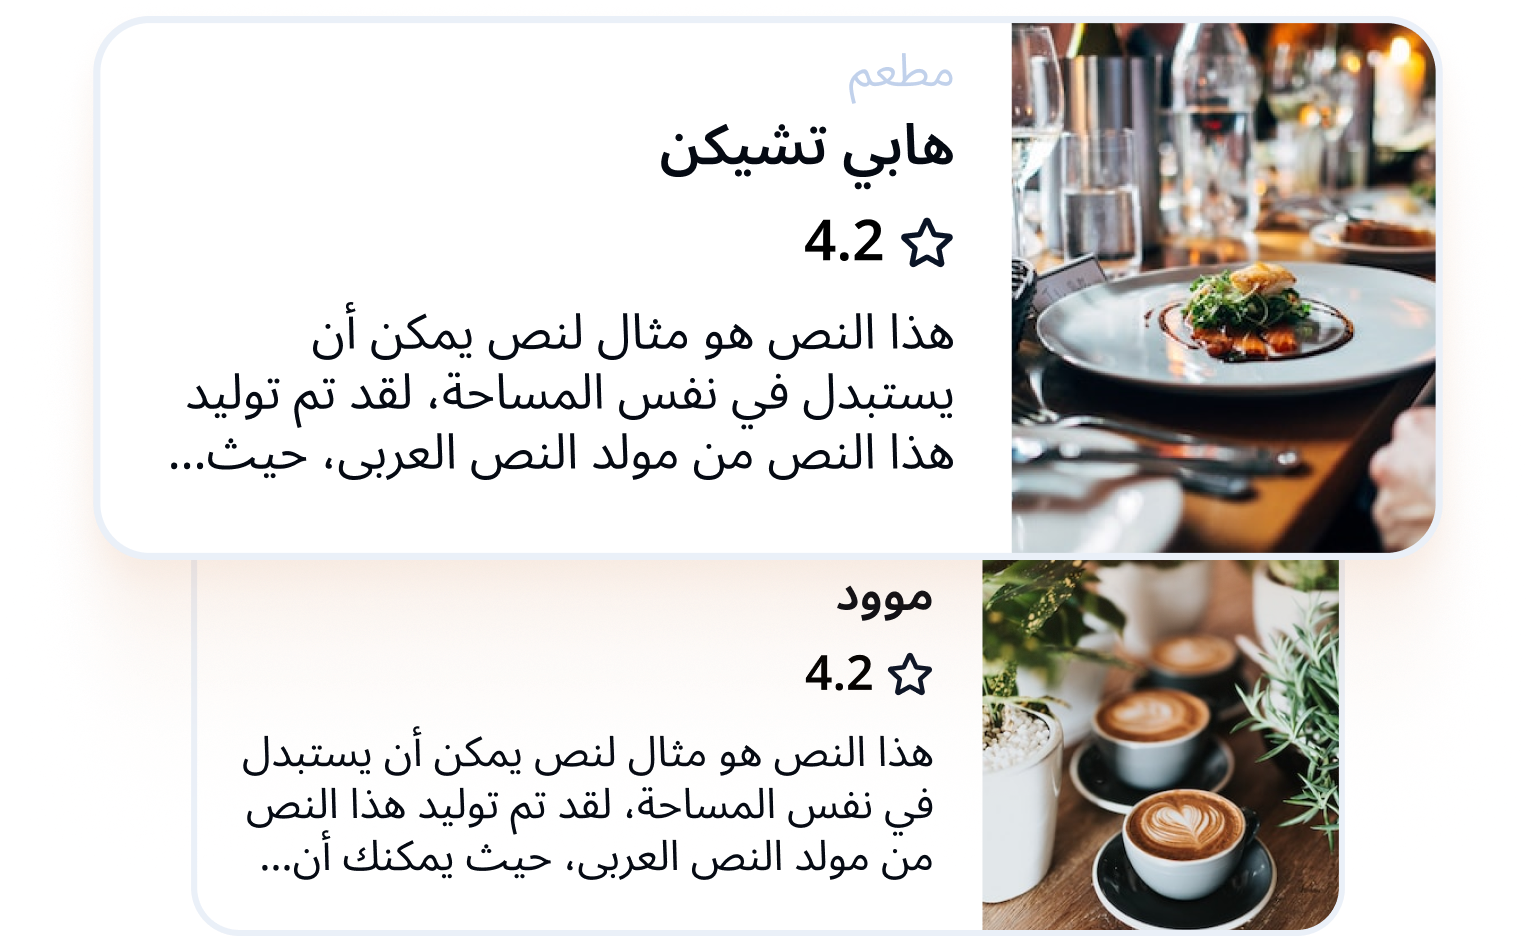 مطعم
هابي تشيكن
4.2
هذا النص هو مثال لنص يمكن أن
يستبدل في نفس المساحة، لقد تم توليد
هذا النص من مولد النص العربى، حيث...
موود
4.2
هذا النص هو مثال لنص يمكن أن يستبدل
في نفس المساحة، لقد تم توليد هذا النص
من مولد النص العربى، حيث يمكنك أن...